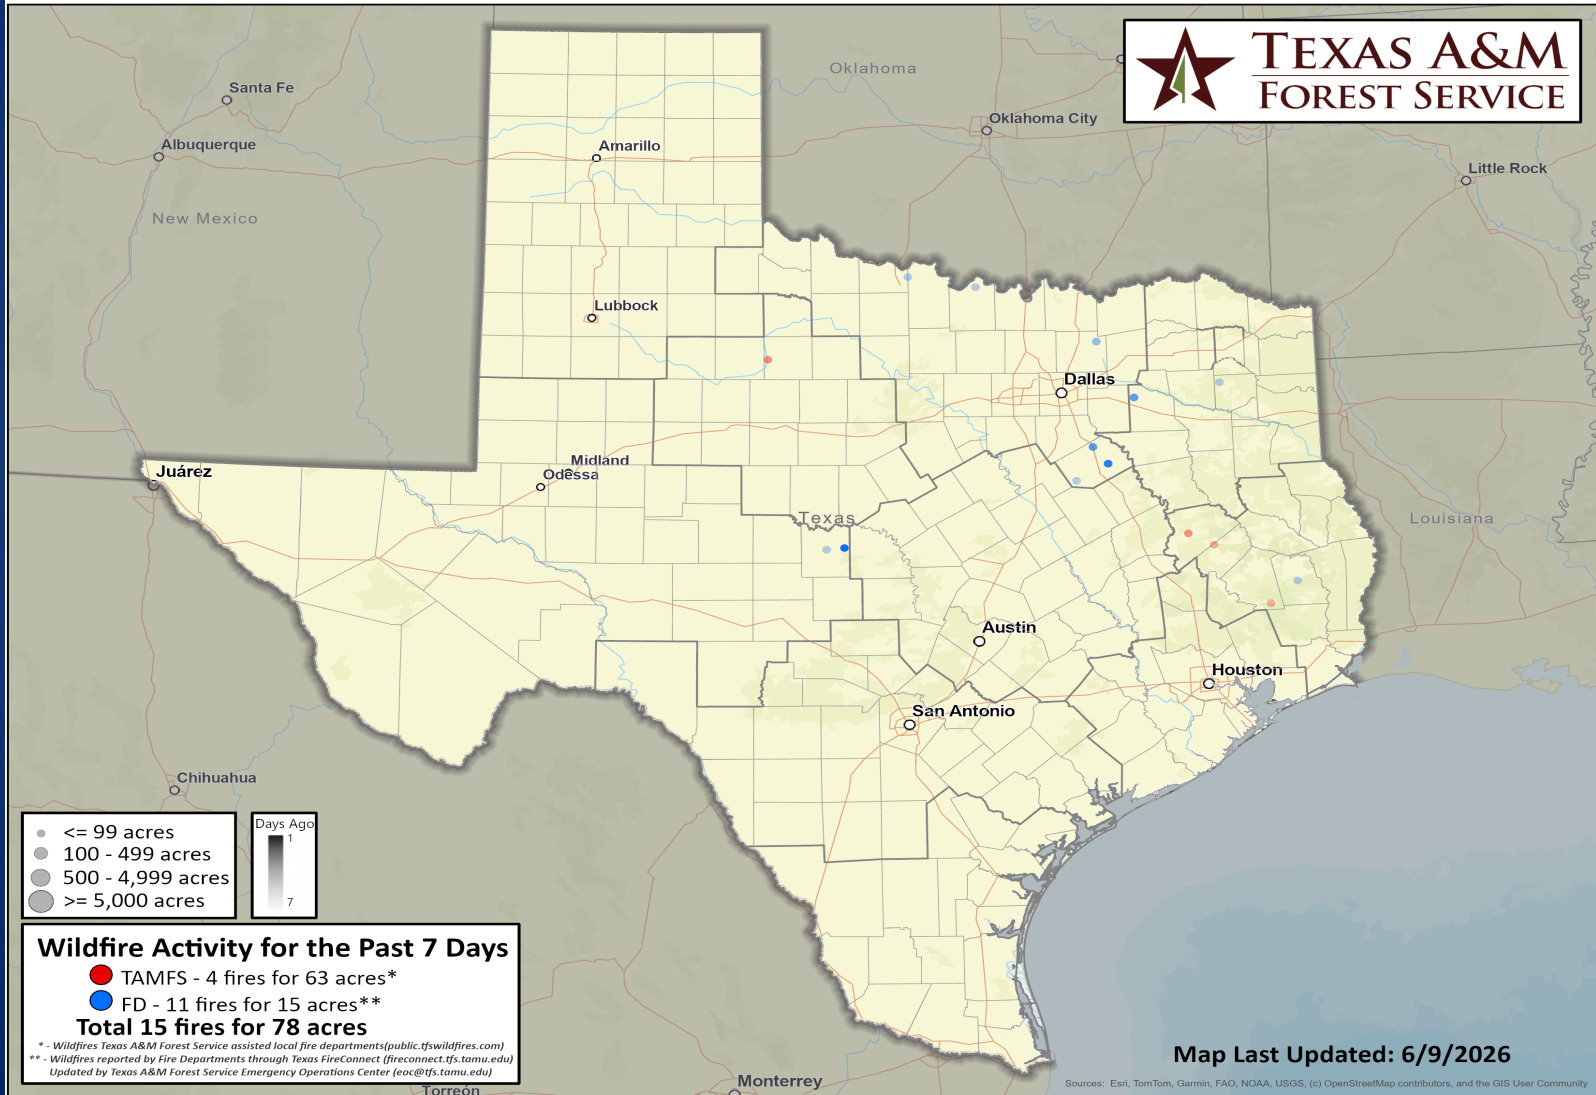 TEXAS A&M
FOREST SERVICE
Oklahoma
Santa Fe
Oklahoma City
Albuquerque
Amarillo
Little Rock
New Mexico
Lubbock
Dallas
Juárez
Midland
Odessa
Texas
Louisiana
Austin
Houston
San Antonio
Chihuahua
<= 99 acres
100 - 499 acres
500 - 4,999 acres
>= 5,000 acres
Days Ago
1
7
Wildfire Activity for the Past 7 Days
TAMFS - 4 fires for 63 acres*
FD - 11 fires for 15 acres**
Total 15 fires for 78 acres
* - Wildfires Texas A&M Forest Service assisted local fire departments(public.tfswildfires.com)
** - Wildfires reported by Fire Departments through Texas FireConnect (fireconnect.tfs.tamu.edu)
Updated by Texas A&M Forest Service Emergency Operations Center (eoc@tfs.tamu.edu)
Map Last Updated: 6/9/2026
Monterrey
Sources: Esri, TomTom, Garmin, FAO, NOAA, USGS, (c) OpenStreetMap contributors, and the GIS User Community
Torreón